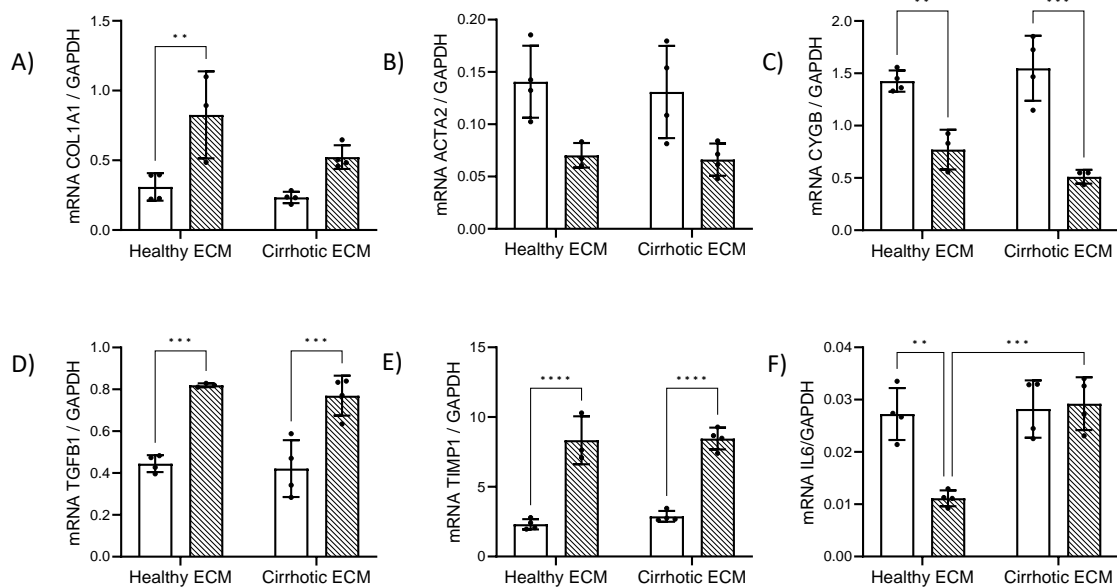 A)
mRNA COL1A1 / GAPDH
1.5
1.0
0.5
0.0
**
Healthy ECM
Cirrhotic ECM
B)
mRNA ACTA2 / GAPDH
0.20
0.15
0.10
0.05
0.00
Healthy ECM
Cirrhotic ECM
C)
mRNA CYGB / GAPDH
2.0
1.5
1.0
0.5
0.0
**
***
Healthy ECM
Cirrhotic ECM
D)
mRNA TGFB1 / GAPDH
1.0
0.8
0.6
0.4
0.2
0.0
***
***
Healthy ECM
Cirrhotic ECM
E)
mRNA TIMP1 / GAPDH
15
10
5
0
****
****
Healthy ECM
Cirrhotic ECM
F)
mRNA IL6/GAPDH
0.04
0.03
0.02
0.01
0.00
**
***
Healthy ECM
Cirrhotic ECM